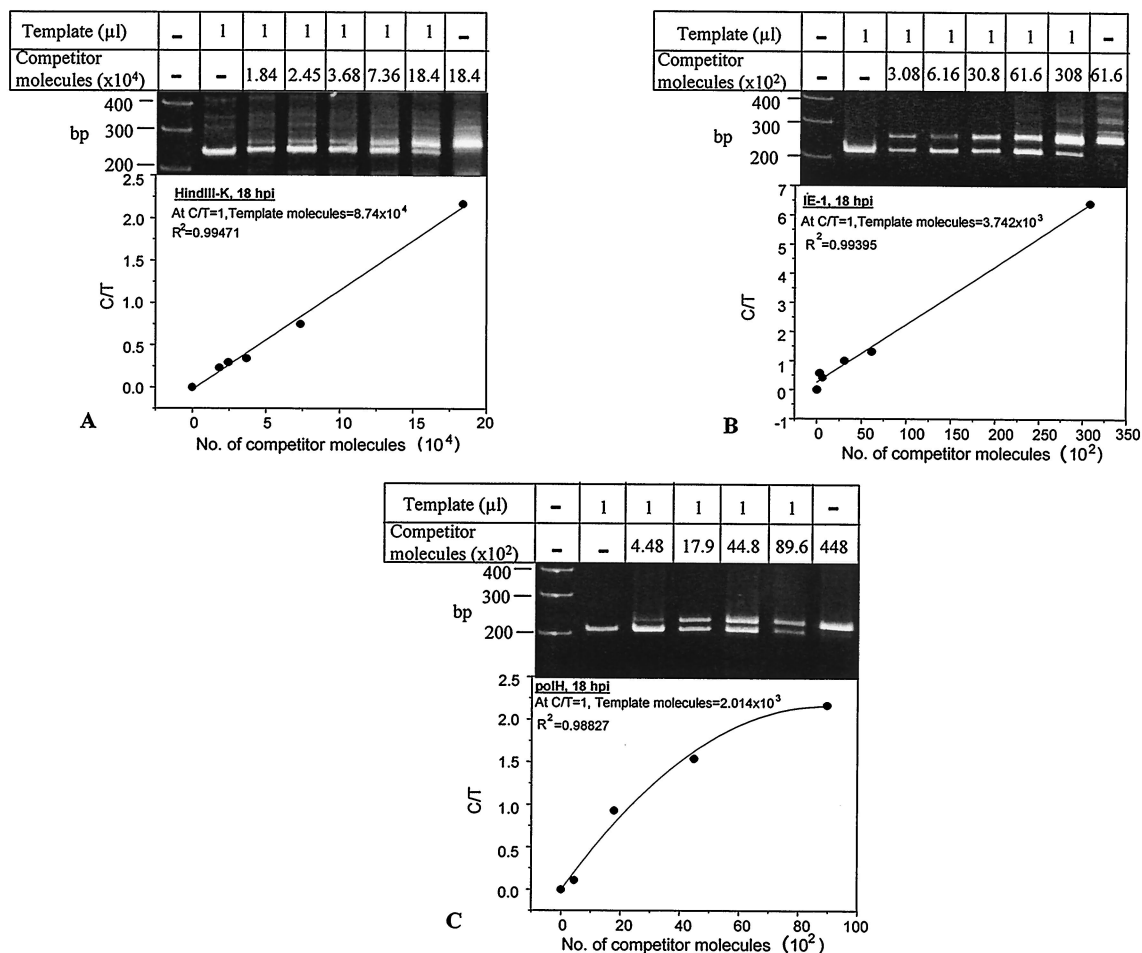 Template (µl) – 1 1 1 1 1 1 –
Competitor
molecules (x10⁴) – – 1.84 2.45 3.68 7.36 18.4 18.4
400
bp 300
200
HindIII-K, 18 hpi
At C/T=1,Template molecules=8.74x10⁴
R²=0.99471
2.5
2.0
1.5
1.0
0.5
0.0
C/T
0 5 10 15 20
No. of competitor molecules (10⁴)
A
Template (µl) – 1 1 1 1 1 1 –
Competitor
molecules (x10²) – – 3.08 6.16 30.8 61.6 308 61.6
400
300
bp
200
IE-1, 18 hpi
At C/T=1,Template molecules=3.742x10³
R²=0.99395
7
6
5
4
3
2
1
0
-1
C/T
0 50 100 150 200 250 300 350
No. of competitor molecules (10²)
B
Template (µl) – 1 1 1 1 1 –
Competitor
molecules (x10²) – – 4.48 17.9 44.8 89.6 448
400
300
bp
200
polH, 18 hpi
At C/T=1, Template molecules=2.014x10³
R²=0.98827
2.5
2.0
1.5
1.0
0.5
0.0
C/T
0 20 40 60 80 100
No. of competitor molecules (10²)
C